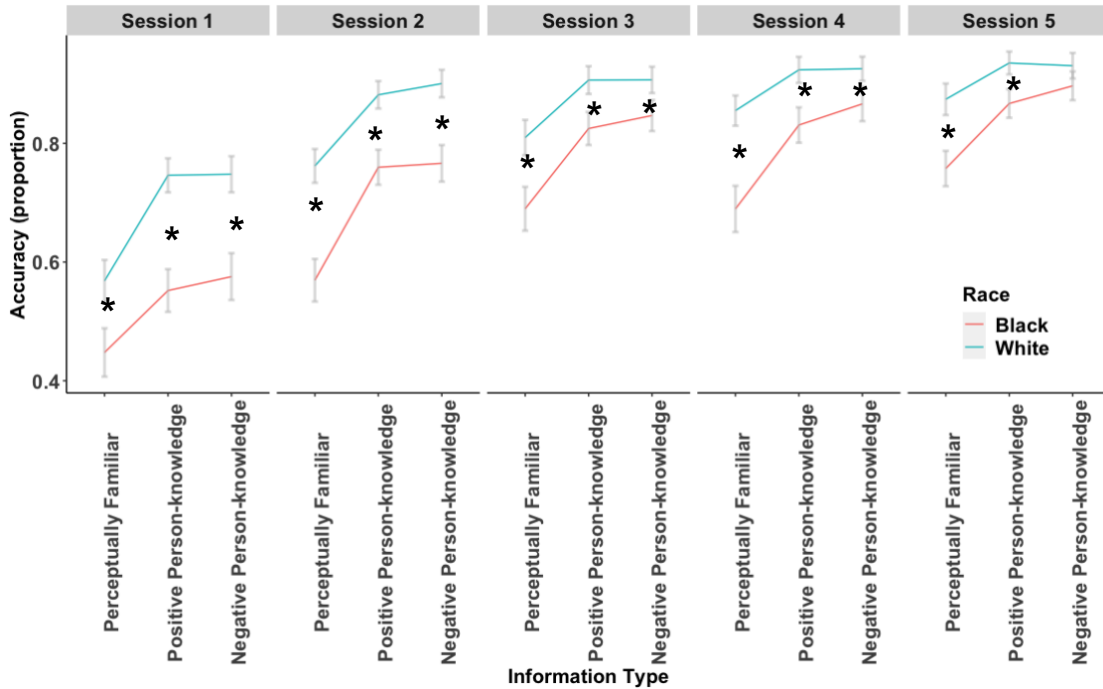 Session 1
Session 2
Session 3
Session 4
Session 5
Accuracy (proportion)
0.8
0.6
0.4
*
*
*
*
*
*
*
*
*
*
*
*
*
*
Race
Black
White
Perceptually Familiar
Positive Person-knowledge
Negative Person-knowledge
Perceptually Familiar
Positive Person-knowledge
Negative Person-knowledge
Perceptually Familiar
Positive Person-knowledge
Negative Person-knowledge
Perceptually Familiar
Positive Person-knowledge
Negative Person-knowledge
Perceptually Familiar
Positive Person-knowledge
Negative Person-knowledge
Information Type